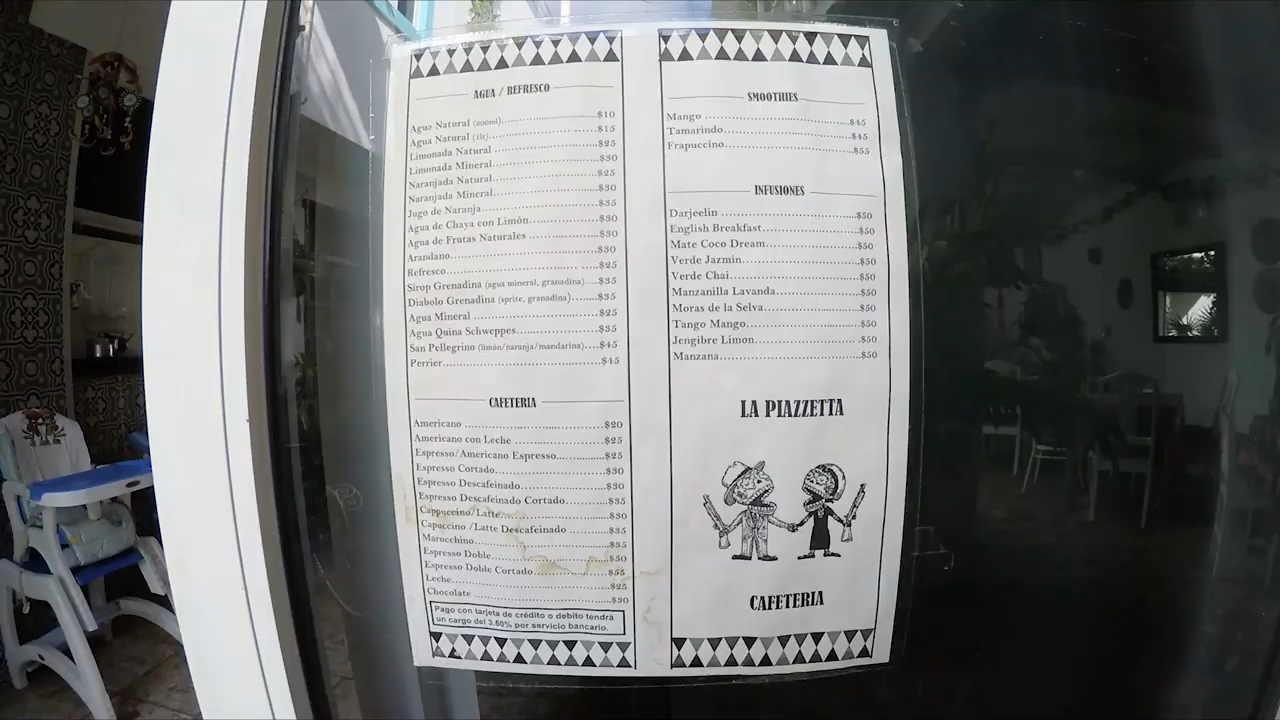 AGUA / REFRESCO
Agua Natural (500ml)..............................$10
Agua Natural (1lt)..............................$15
Limonada Natural ..............................$25
Limonada Mineral..............................$30
Naranjada Natural..............................$25
Naranjada Mineral..............................$30
Jugo de Naranja..............................$35
Agua de Chaya con Limón..............................$30
Agua de Frutas Naturales ..............................$30
Arandano..............................$30
Refresco..............................$25
Sirop Grenadina (agua mineral, granadina)....$35
Diabolo Grenadina (sprite, granadina).......$35
Agua Mineral ..............................$25
Agua Quina Schweppes..............................$35
San Pellegrino (limón/naranja/mandarina)....$45
Perrier..............................$45
CAFETERIA
Americano ..............................$20
Americano con Leche ..............................$25
Espresso/Americano Espresso..............................$25
Espresso Cortado..............................$30
Espresso Descafeinado..............................$30
Espresso Descafeinado Cortado............$35
Cappuccino/Latte..............................$30
Capuccino /Latte Descafeinado ............$35
Marocchino..............................$35
Espresso Doble..............................$50
Espresso Doble Cortado....................$55
Leche..............................$25
Chocolate ..............................$30
Pago con tarjeta de crédito o debito tendrá
un cargo del 3.50% por servicio bancario.
SMOOTHIES
Mango ..............................$45
Tamarindo..............................$45
Frapuccino..............................$55
INFUSIONES
Darjeelin ..............................$50
English Breakfast..............................$50
Mate Coco Dream..............................$50
Verde Jazmin..............................$50
Verde Chai..............................$50
Manzanilla Lavanda..............................$50
Moras de la Selva..............................$50
Tango Mango..............................$50
Jengibre Limon..............................$50
Manzana..............................$50
LA PIAZZETTA
CAFETERIA